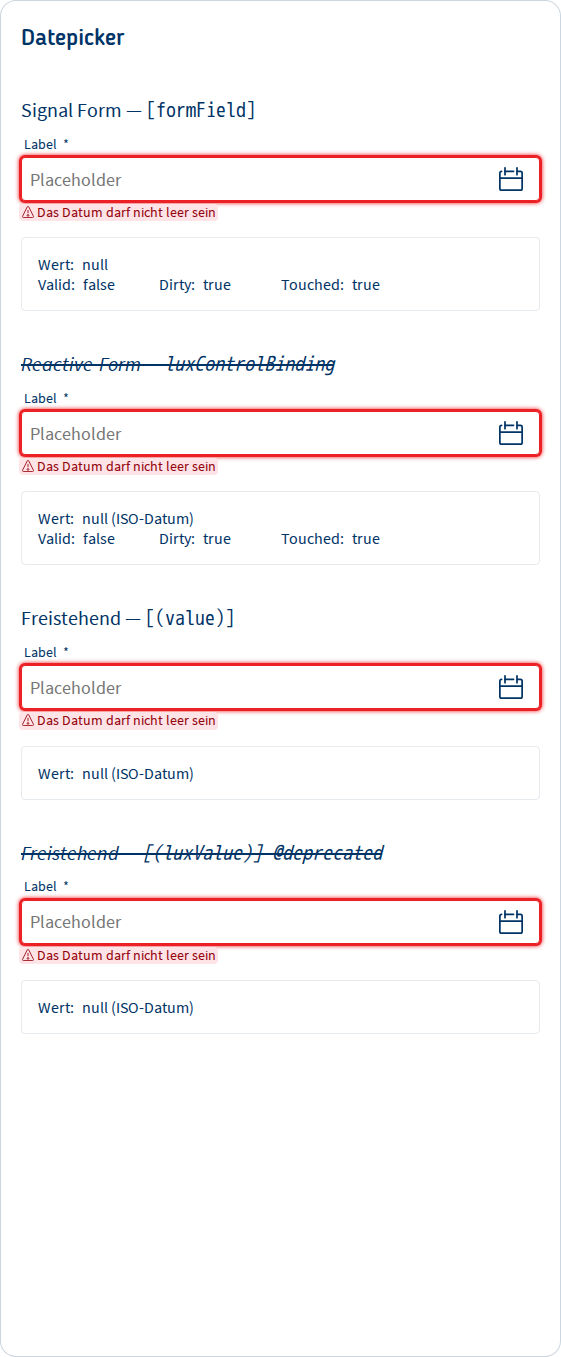 Datepicker
Signal Form — [formField]
Label *
Placeholder
Das Datum darf nicht leer sein
Wert: null
Valid: false Dirty: true Touched: true
Reactive Form — luxControlBinding
Label *
Placeholder
Das Datum darf nicht leer sein
Wert: null (ISO-Datum)
Valid: false Dirty: true Touched: true
Freistehend — [(value)]
Label *
Placeholder
Das Datum darf nicht leer sein
Wert: null (ISO-Datum)
Freistehend — [(luxValue)] @deprecated
Label *
Placeholder
Das Datum darf nicht leer sein
Wert: null (ISO-Datum)